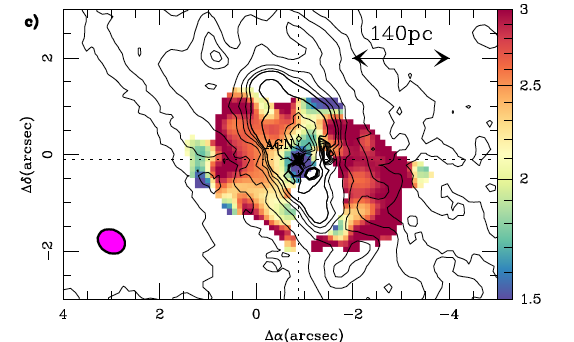 c)
140pc
AGN
Δδ(arcsec)
2
0
−2
4
2
0
−2
−4
Δα(arcsec)
3
2.5
2
1.5